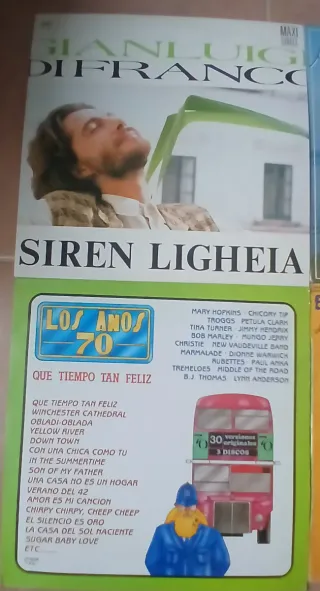 MAXI
SINGLE
GIANLUIGI
DI FRANCO
SIREN LIGHEIA
LOS AÑOS
70
QUE TIEMPO TAN FELIZ
MARY HOPKINS · CHICORY TIP
TROGGS · PETULA CLARK
TINA TURNER · JIMMY HENDRIX
BOB MARLEY · MUNGO JERRY
CHRISTIE · NEW VAUDEVILLE BAND
MARMALADE · DIONNE WARWICH
RUBETTES · PAUL ANKA
TREMELOES · MIDDLE OF THE ROAD
B.J THOMAS · LYNN ANDERSON
QUE TIEMPO TAN FELIZ
WINCHESTER CATHEDRAL
OBLADI-OBLADA
YELLOW RIVER
DOWN TOWN
CON UNA CHICA COMO TU
IN THE SUMMERTIME
SON OF MY FATHER
UNA CASA NO ES UN HOGAR
VERANO DEL 42
AMOR ES MI CANCION
CHIRPY CHIRPY, CHEEP CHEEP
EL SILENCIO ES ORO
LA CASA DEL SOL NACIENTE
SUGAR BABY LOVE
ETC...
30 versiones
originales
3 DISCOS